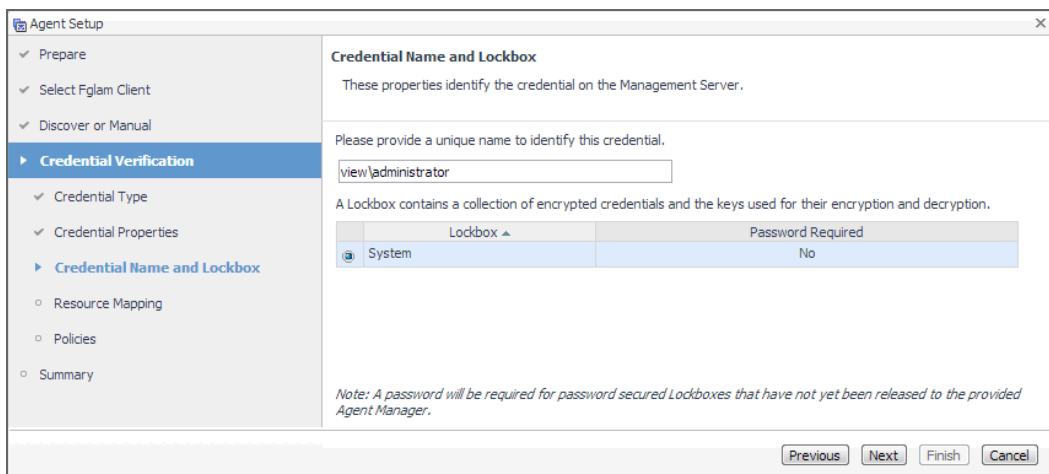 Agent Setup
Prepare
Select Fglam Client
Discover or Manual
Credential Verification
Credential Type
Credential Properties
Credential Name and Lockbox
Resource Mapping
Policies
Summary
Credential Name and Lockbox
These properties identify the credential on the Management Server.
Please provide a unique name to identify this credential.
view\administrator
A Lockbox contains a collection of encrypted credentials and the keys used for their encryption and decryption.
Lockbox Password Required
System No
Note: A password will be required for password secured Lockboxes that have not yet been released to the provided
Agent Manager.
Previous Next Finish Cancel